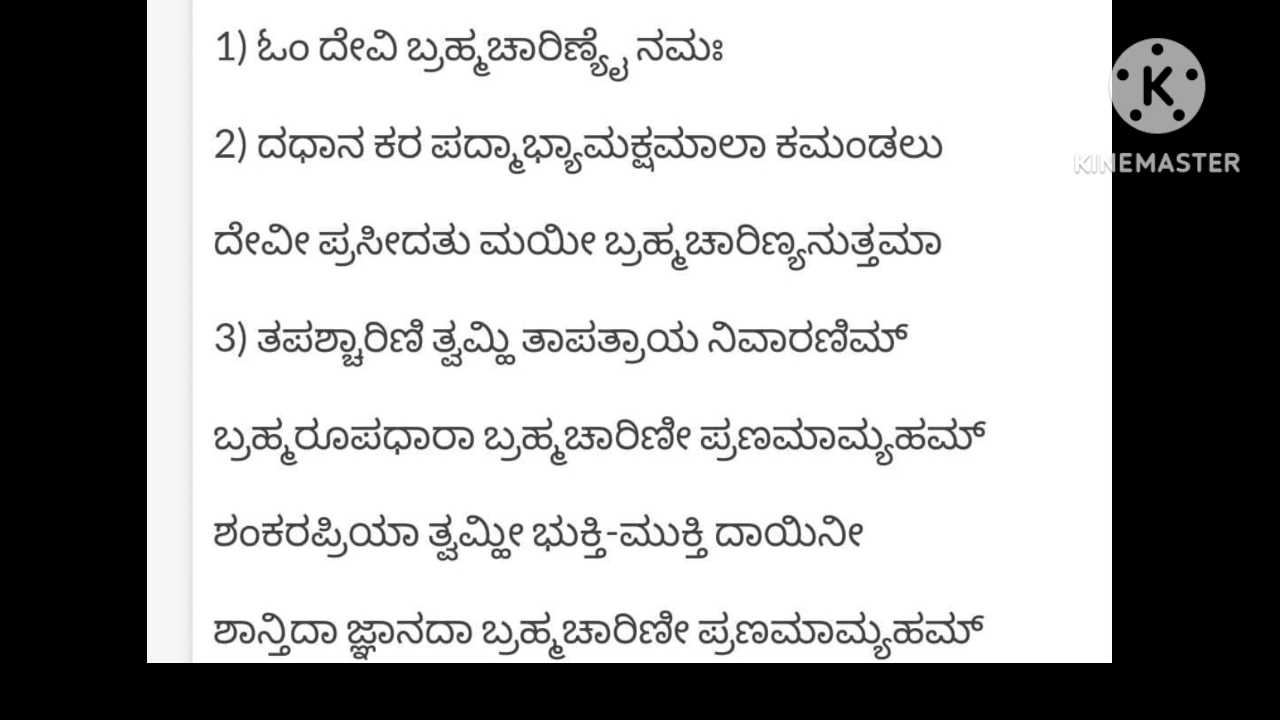 1) ಓಂ ದೇವಿ ಬ್ರಹ್ಮಚಾರಿಣ್ಯೈ ನಮಃ
2) ದಧಾನ ಕರ ಪದ್ಮಾಭ್ಯಾಮಕ್ಷಮಾಲಾ ಕಮಂಡಲು
ದೇವೀ ಪ್ರಸೀದತು ಮಯೀ ಬ್ರಹ್ಮಚಾರಿಣ್ಯನುತ್ತಮಾ
3) ತಪಶ್ಚಾರಿಣಿ ತ್ವಮ್ಹಿ ತಾಪತ್ರಾಯ ನಿವಾರಣಿಮ್
ಬ್ರಹ್ಮರೂಪಧಾರಾ ಬ್ರಹ್ಮಚಾರಿಣೀ ಪ್ರಣಮಾಮ್ಯಹಮ್
ಶಂಕರಪ್ರಿಯಾ ತ್ವಮ್ಹೀ ಭುಕ್ತಿ-ಮುಕ್ತಿ ದಾಯಿನೀ
ಶಾನ್ತಿದಾ ಜ್ಞಾನದಾ ಬ್ರಹ್ಮಚಾರಿಣೀ ಪ್ರಣಮಾಮ್ಯಹಮ್
K
KINEMASTER